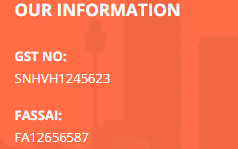 OUR INFORMATION
GST NO:
SNHVH1245623
FASSAI:
FA12656587